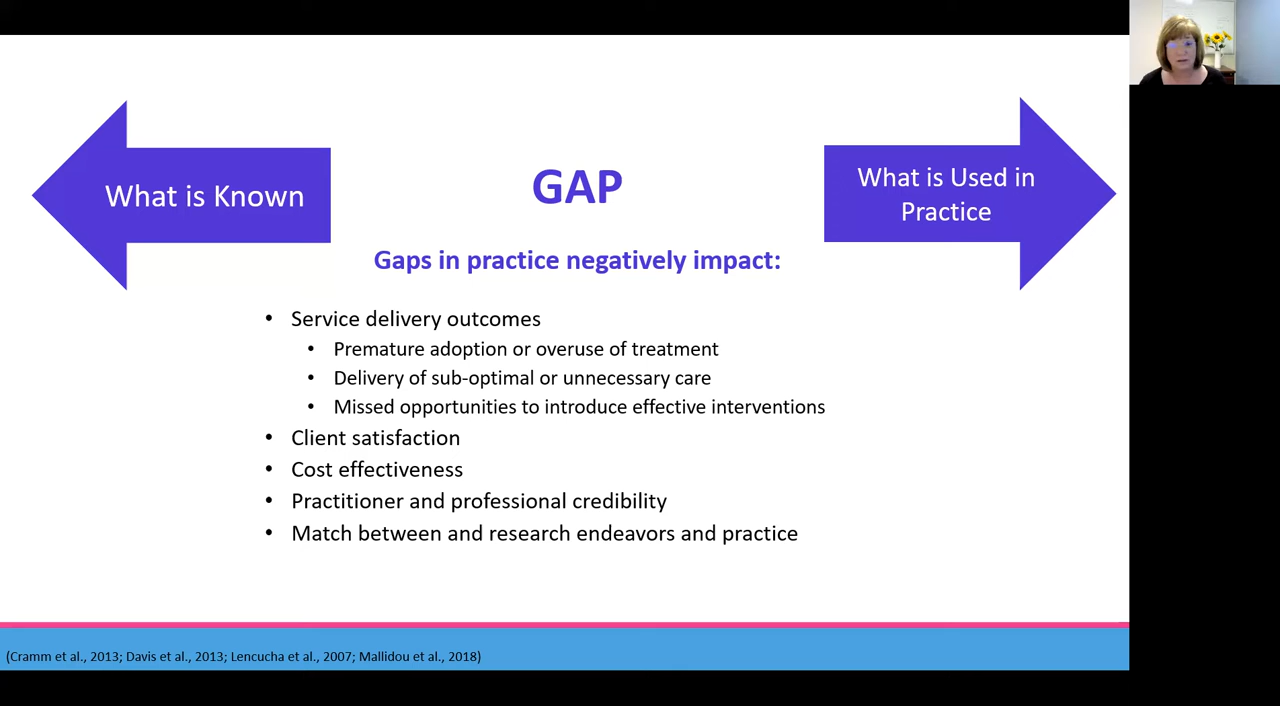 What is Known
GAP
What is Used in
Practice
Gaps in practice negatively impact:
• Service delivery outcomes
• Premature adoption or overuse of treatment
• Delivery of sub-optimal or unnecessary care
• Missed opportunities to introduce effective interventions
• Client satisfaction
• Cost effectiveness
• Practitioner and professional credibility
• Match between and research endeavors and practice
(Cramm et al., 2013; Davis et al., 2013; Lencucha et al., 2007; Mallidou et al., 2018)